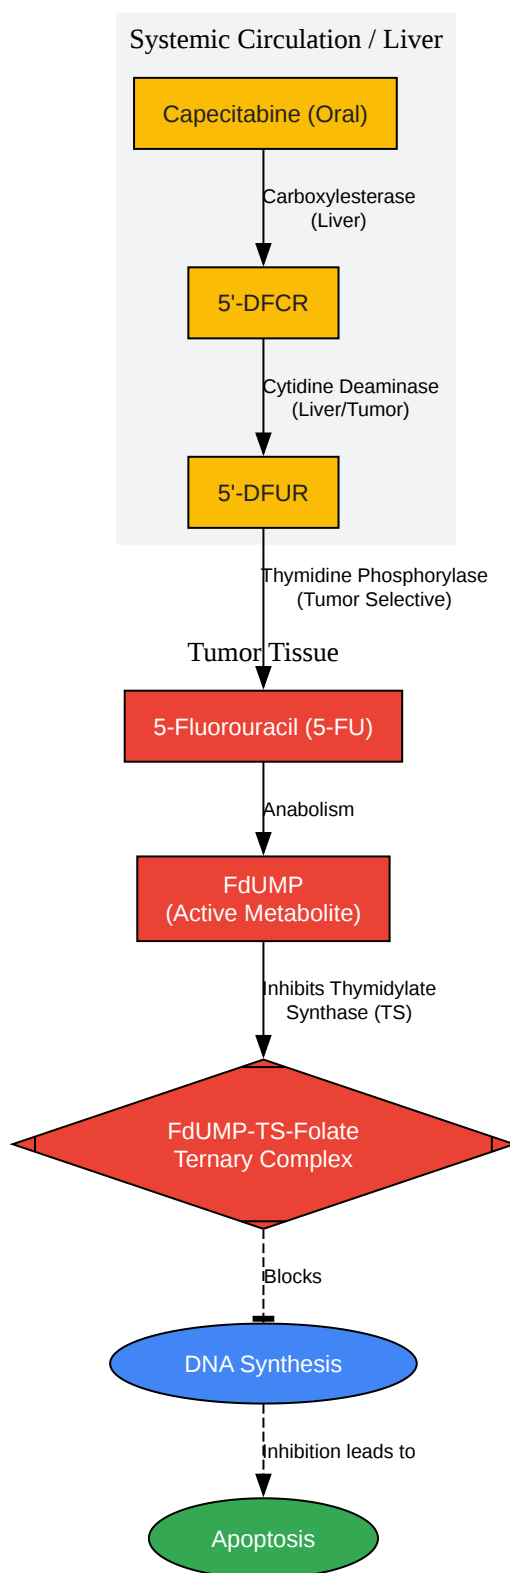 Systemic Circulation / Liver
Capecitabine (Oral)
Carboxylesterase
(Liver)
5'-DFCR
Cytidine Deaminase
(Liver/Tumor)
5'-DFUR
Thymidine Phosphorylase
(Tumor Selective)
Tumor Tissue
5-Fluorouracil (5-FU)
Anabolism
FdUMP
(Active Metabolite)
Inhibits Thymidylate
Synthase (TS)
FdUMP-TS-Folate
Ternary Complex
Blocks
DNA Synthesis
Inhibition leads to
Apoptosis